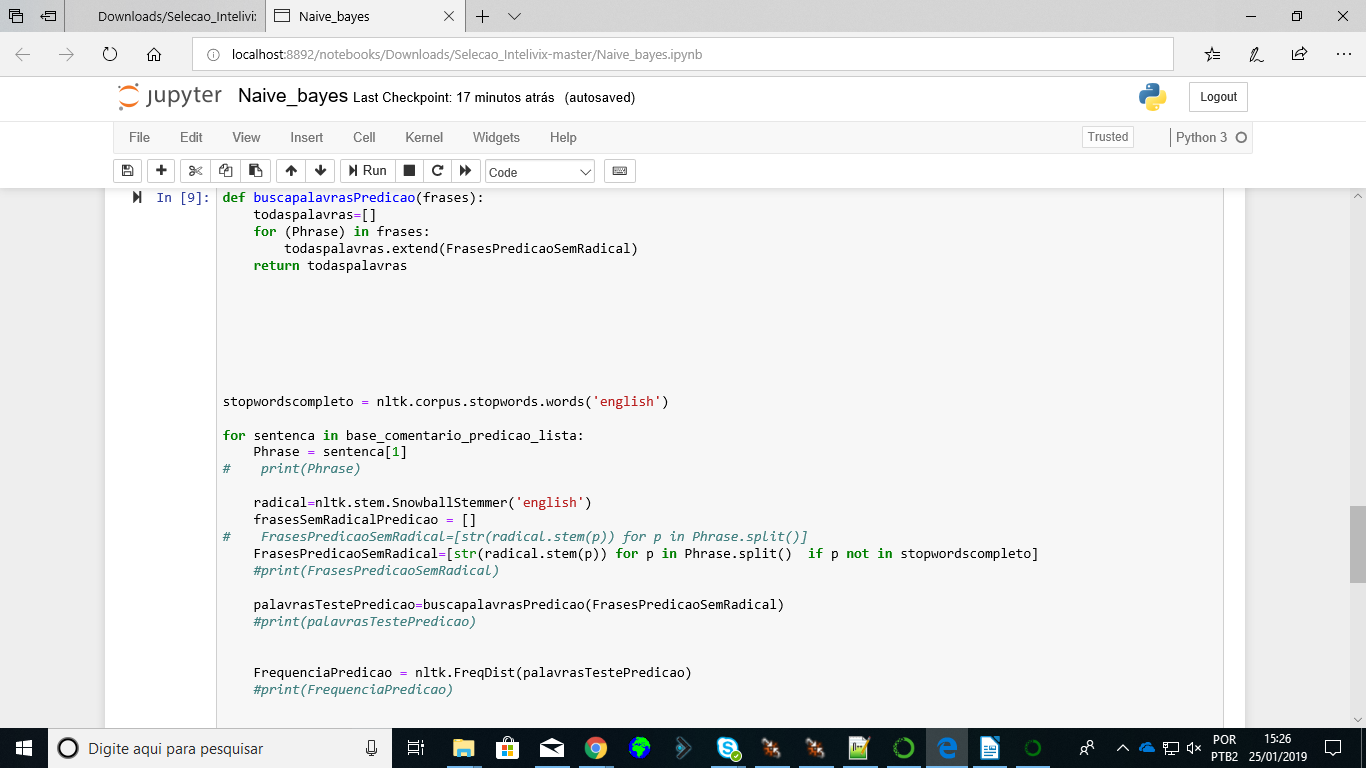 Downloads/Selecao_Intelivi:
Naive_bayes
localhost:8892/notebooks/Downloads/Selecao_Intelivix-master/Naive_bayes.ipynb
jupyter Naive_bayes Last Checkpoint: 17 minutos atrás (autosaved)
Logout
File Edit View Insert Cell Kernel Widgets Help
Trusted
Python 3
Run
Code
In [9]:
def buscapalavrasPredicao(frases):
    todaspalavras=[]
    for (Phrase) in frases:
        todaspalavras.extend(FrasesPredicaoSemRadical)
    return todaspalavras
stopwordscompleto = nltk.corpus.stopwords.words('english')
for sentenca in base_comentario_predicao_lista:
    Phrase = sentenca[1]
#    print(Phrase)
    radical=nltk.stem.SnowballStemmer('english')
    frasesSemRadicalPredicao = []
#    FrasesPredicaoSemRadical=[str(radical.stem(p)) for p in Phrase.split()]
    FrasesPredicaoSemRadical=[str(radical.stem(p)) for p in Phrase.split()  if p not in stopwordscompleto]
    #print(FrasesPredicaoSemRadical)
    palavrasTestePredicao=buscapalavrasPredicao(FrasesPredicaoSemRadical)
    #print(palavrasTestePredicao)
    FrequenciaPredicao = nltk.FreqDist(palavrasTestePredicao)
    #print(FrequenciaPredicao)
Digite aqui para pesquisar
POR
PTB2
15:26
25/01/2019